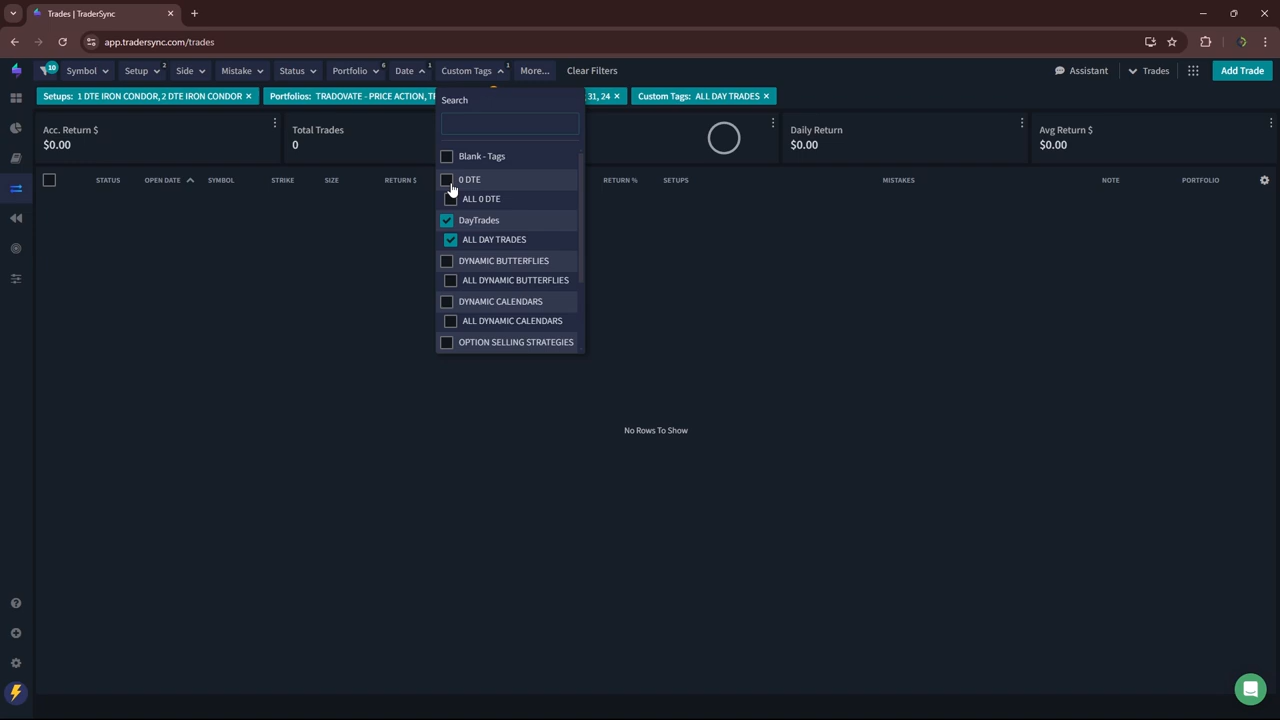 Trades | TraderSync
app.tradersync.com/trades
10
Symbol
Setup 2
Side
Mistake
Status
Portfolio 6
Date 1
Custom Tags 1
More...
Clear Filters
Assistant
Trades
Add Trade
Setups: 1 DTE IRON CONDOR, 2 DTE IRON CONDOR
Portfolios: TRADOVATE - PRICE ACTION, 
31, 24
Custom Tags: ALL DAY TRADES
Acc. Return $
$0.00
Total Trades
0
Daily Return
$0.00
Avg Return $
$0.00
STATUS
OPEN DATE
SYMBOL
STRIKE
SIZE
RETURN $
RETURN %
SETUPS
MISTAKES
NOTE
PORTFOLIO
Search
Blank - Tags
0 DTE
ALL 0 DTE
DayTrades
ALL DAY TRADES
DYNAMIC BUTTERFLIES
ALL DYNAMIC BUTTERFLIES
DYNAMIC CALENDARS
ALL DYNAMIC CALENDARS
OPTION SELLING STRATEGIES
No Rows To Show